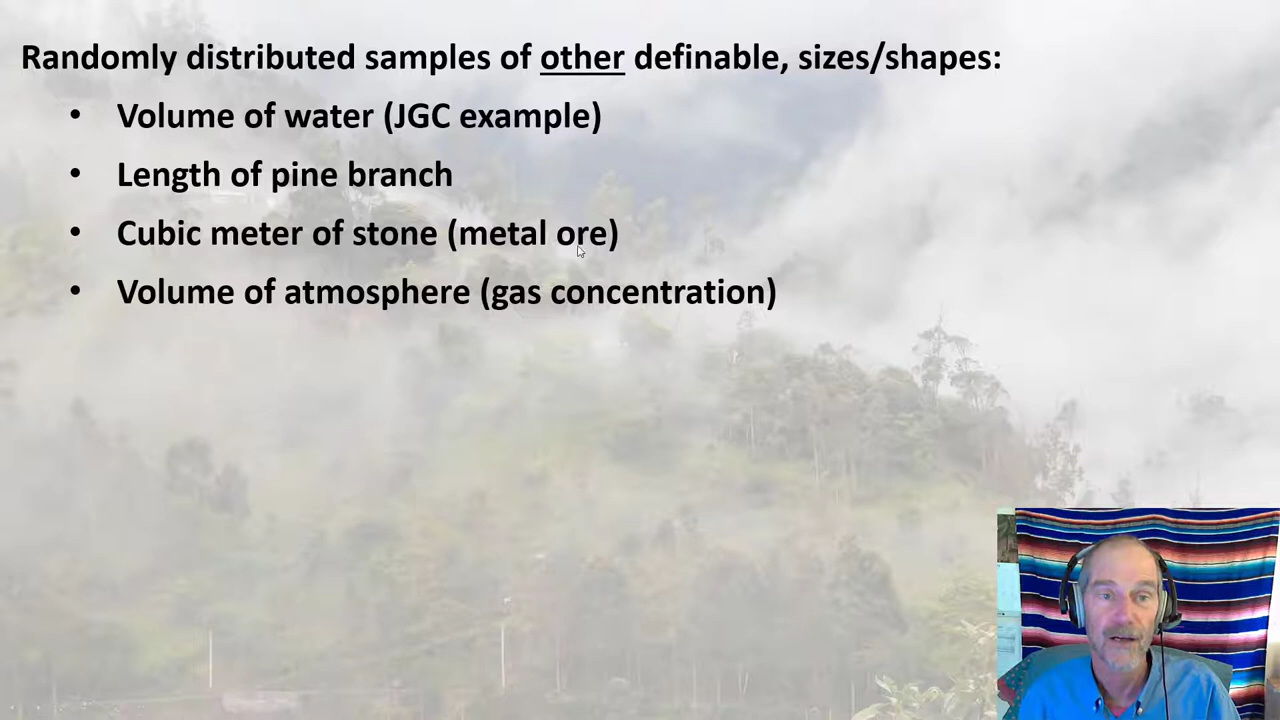 Randomly distributed samples of other definable, sizes/shapes:
• Volume of water (JGC example)
• Length of pine branch
• Cubic meter of stone (metal ore)
• Volume of atmosphere (gas concentration)